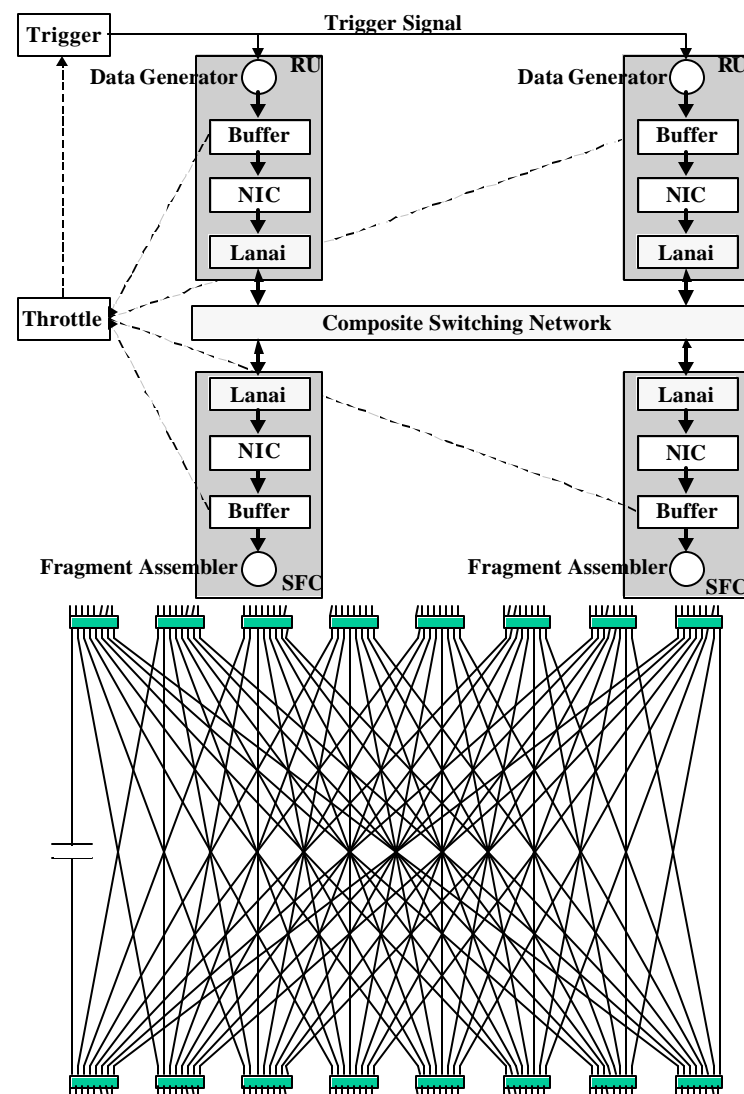 Trigger
Trigger Signal
Data Generator
RU
Data Generator
RU
Buffer
Buffer
NIC
NIC
Lanai
Lanai
Throttle
Composite Switching Network
Lanai
Lanai
NIC
NIC
Buffer
Buffer
Fragment Assembler
SFC
Fragment Assembler
SFC